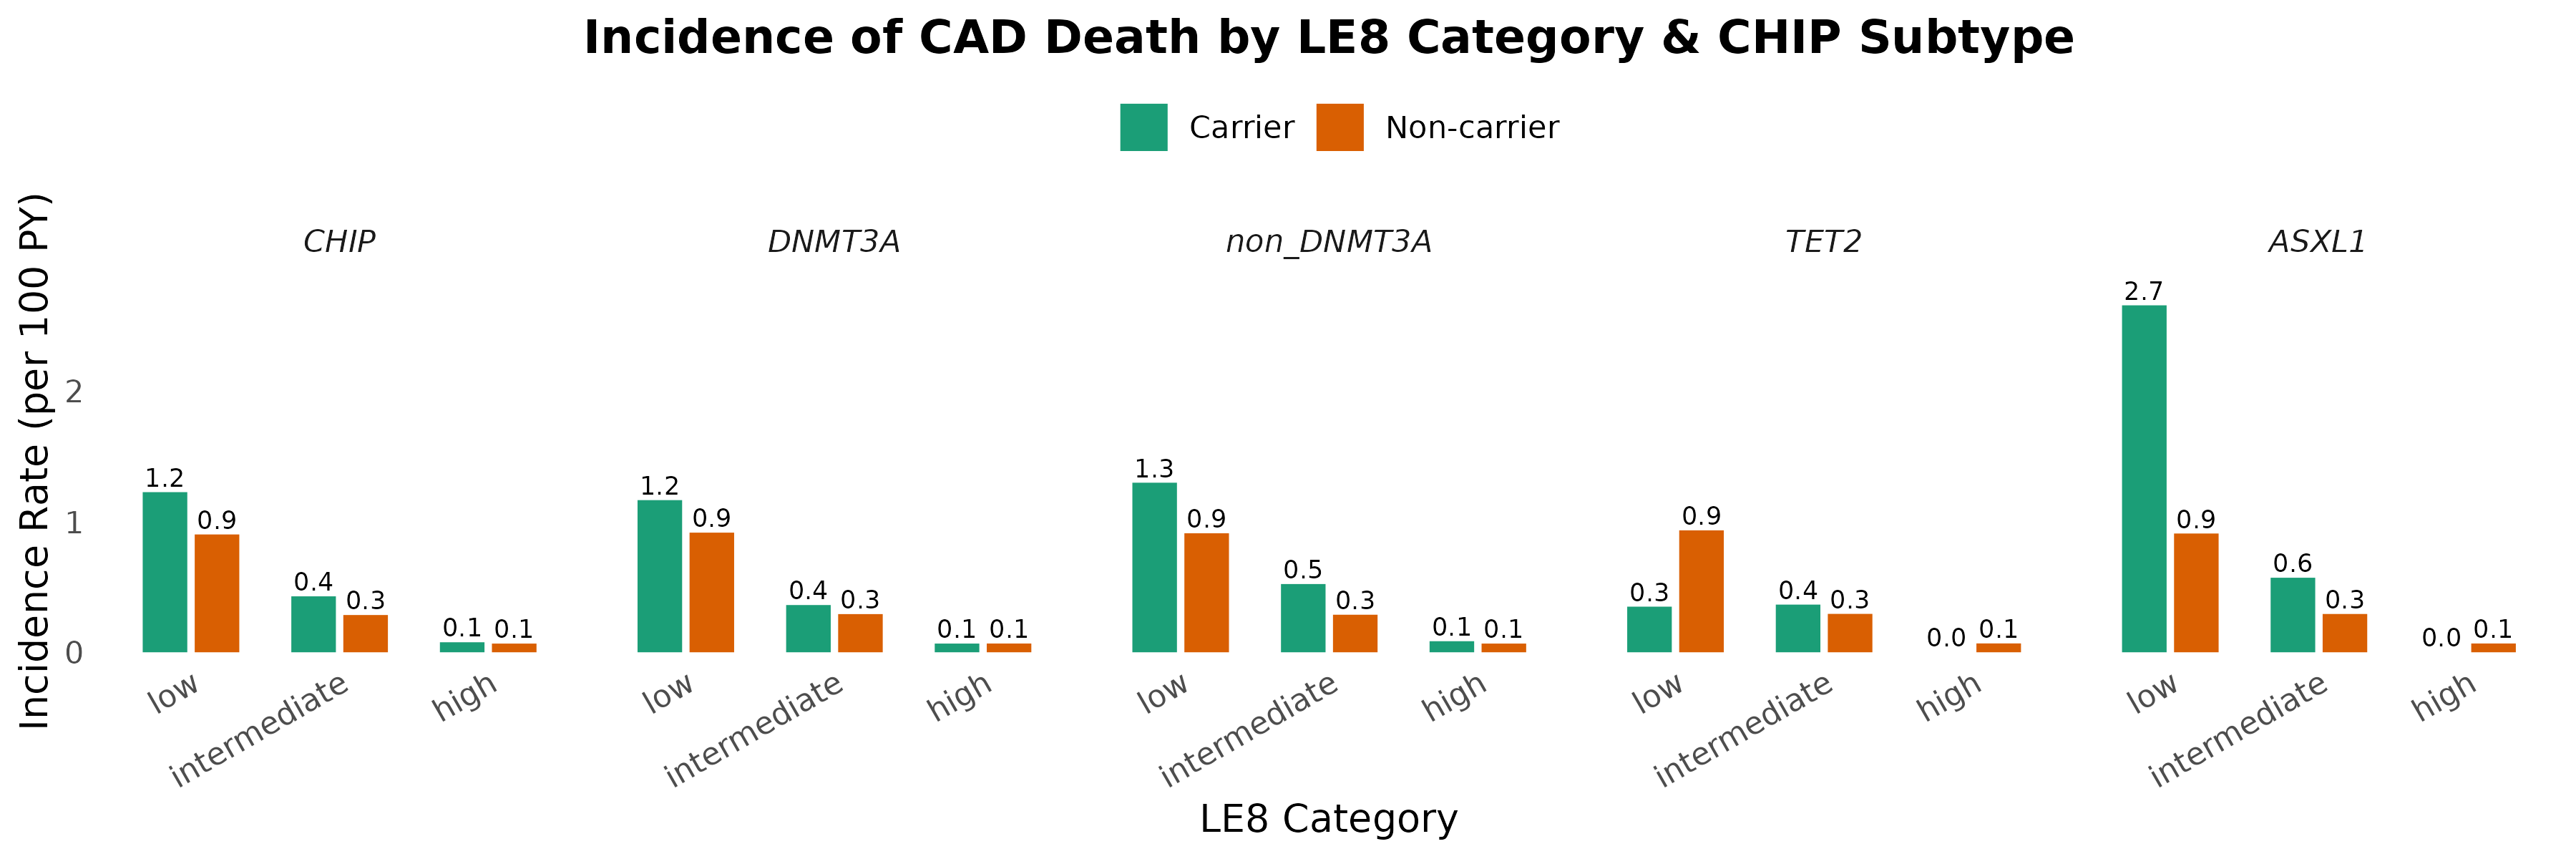 Incidence of CAD Death by LE8 Category & CHIP Subtype
Carrier Non-carrier
Incidence Rate (per 100 PY)
CHIP DNMT3A non_DNMT3A TET2 ASXL1
2
1
0
1.2 0.9 0.4 0.3 0.1 0.1
1.2 0.9 0.4 0.3 0.1 0.1
1.3 0.9 0.5 0.3 0.1 0.1
0.3 0.9 0.4 0.3 0.0 0.1
2.7 0.9 0.6 0.3 0.0 0.1
low intermediate high
low intermediate high
low intermediate high
low intermediate high
low intermediate high
LE8 Category